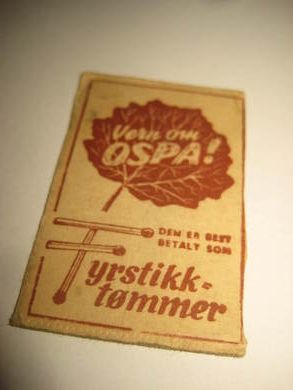 Vern om
OSPA!
DEN ER BEST
BETALT SOM
Fyrstikk-
tømmer